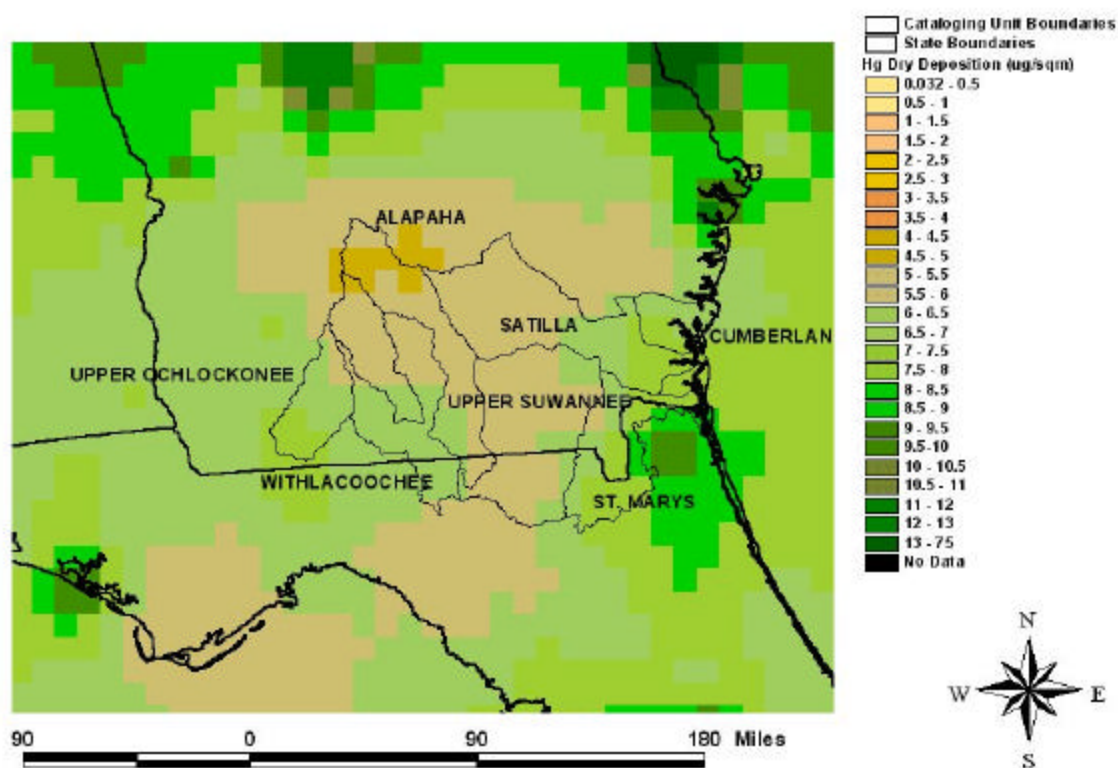 Cataloging Unit Boundaries
State Boundaries
Hg Dry Deposition (ug/sqm)
0.032 - 0.5
0.5 - 1
1 - 1.5
1.5 - 2
2 - 2.5
2.5 - 3
3 - 3.5
3.5 - 4
4 - 4.5
4.5 - 5
5 - 5.5
5.5 - 6
6 - 6.5
6.5 - 7
7 - 7.5
7.5 - 8
8 - 8.5
8.5 - 9
9 - 9.5
9.5-10
10 - 10.5
10.5 - 11
11 - 12
12 - 13
13 - 75
No Data
ALAPAHA
SATILLA
CUMBERLAN
UPPER OCHLOCKONEE
UPPER SUWANNEE
WITHLACOOCHEE
ST. MARYS
N
W E
S
90 0 90 180 Miles